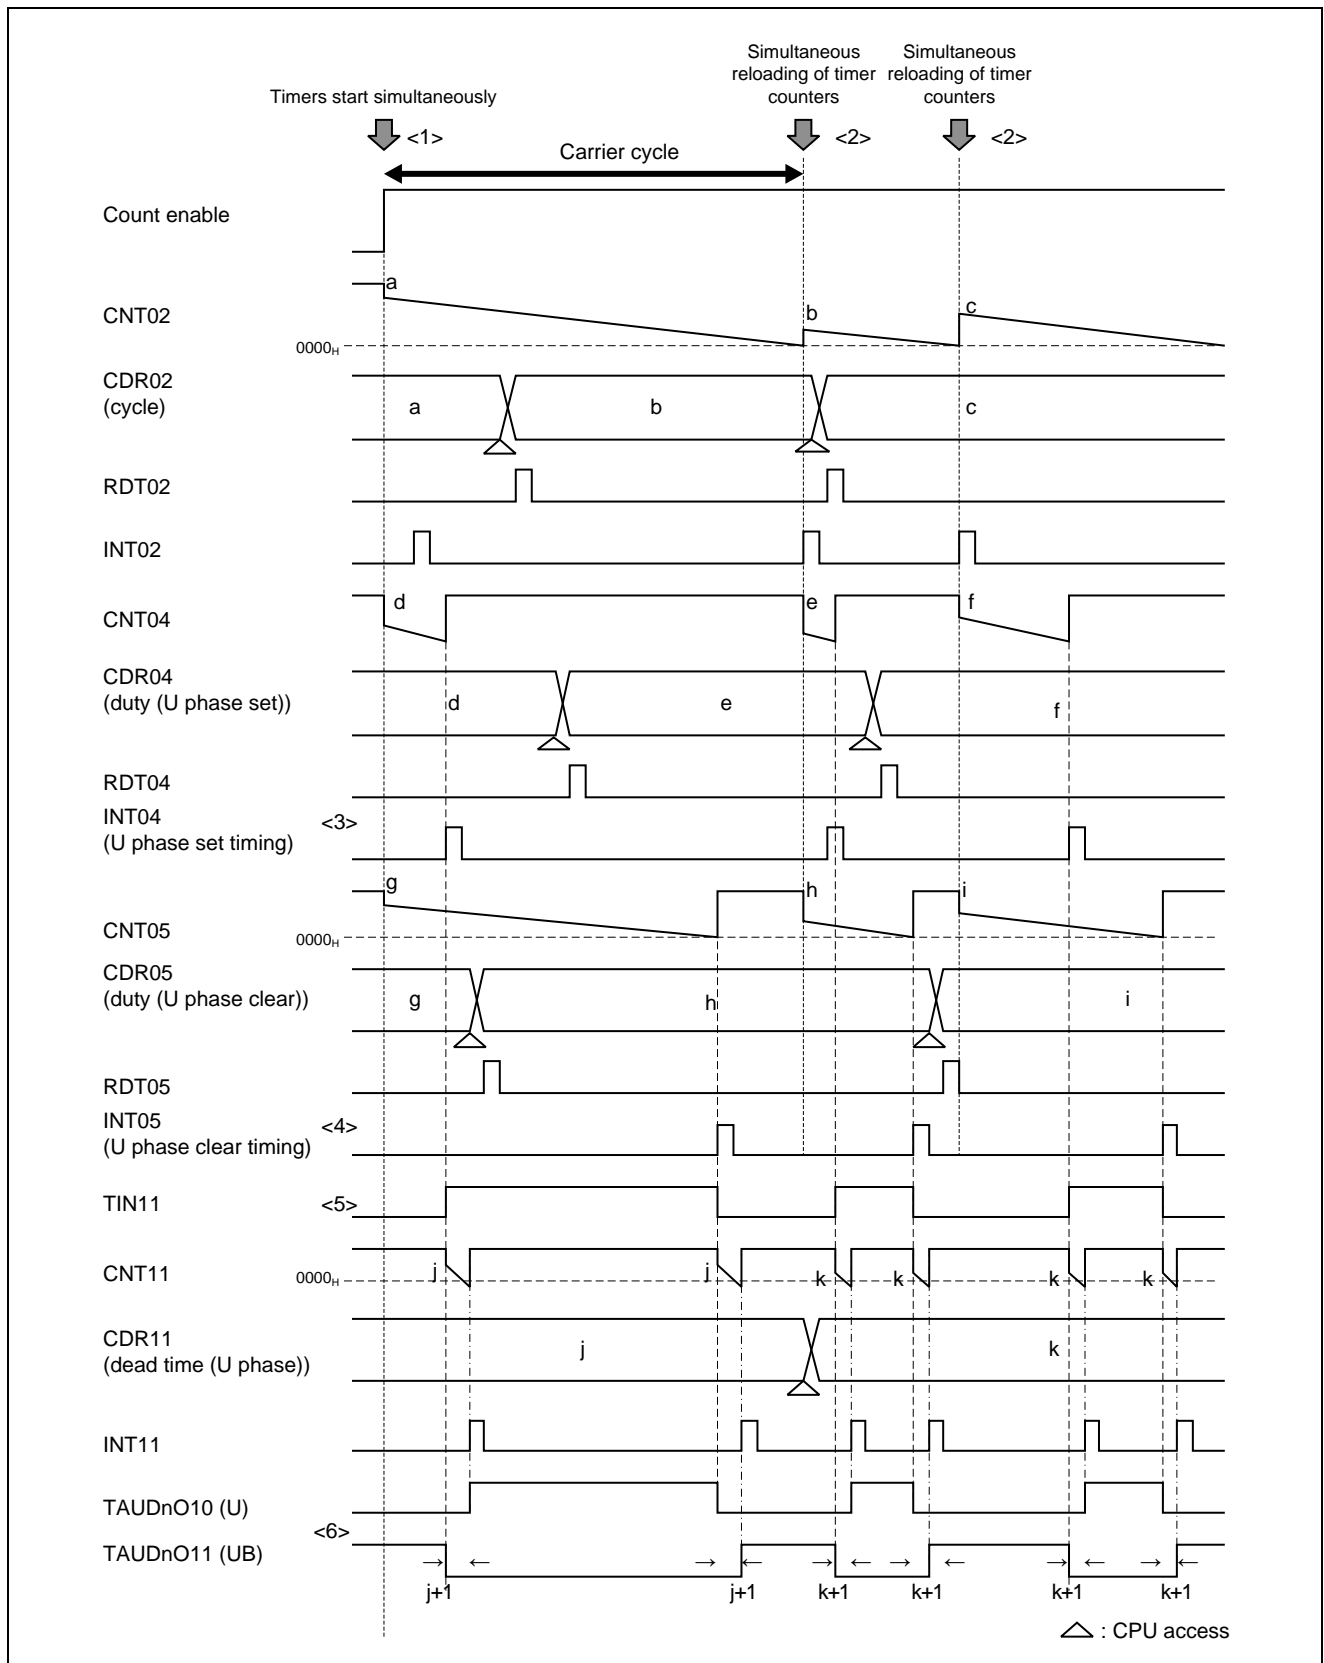 Simultaneous
reloading of timer
counters
Simultaneous
reloading of timer
counters
Timers start simultaneously
<1>
<2>
<2>
Carrier cycle
Count enable
a
b
c
CNT02
0000H
CDR02
(cycle)
a
b
c
RDT02
INT02
d
e
f
CNT04
CDR04
(duty (U phase set))
d
e
f
RDT04
INT04
(U phase set timing)
<3>
g
h
i
CNT05
0000H
CDR05
(duty (U phase clear))
g
h
i
RDT05
INT05
(U phase clear timing)
<4>
TIN11
<5>
CNT11
0000H
j
j
k
k
k
k
CDR11
(dead time (U phase))
j
k
INT11
TAUDnO10 (U)
<6>
TAUDnO11 (UB)
→ ←
→ ←
→ ←
→ ←
→ ←
→ ←
j+1
j+1
k+1
k+1
k+1
k+1
: CPU access